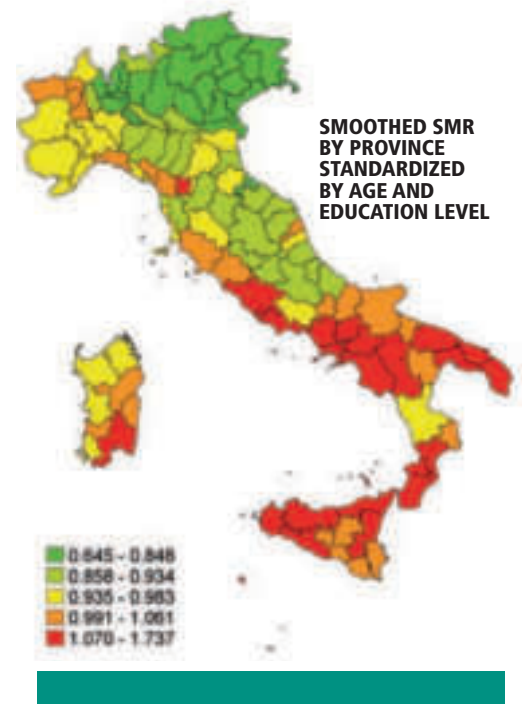 SMOOTHED SMR
BY PROVINCE
STANDARDIZED
BY AGE AND
EDUCATION LEVEL
0.645 - 0.848
0.858 - 0.934
0.935 - 0.983
0.991 - 1.061
1.070 - 1.737